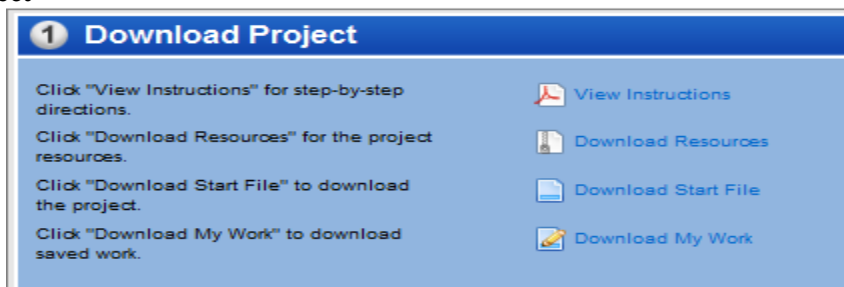 1 Download Project
Click "View Instructions" for step-by-step
directions.
View Instructions
Click "Download Resources" for the project
resources.
Download Resources
Click "Download Start File" to download
the project.
Download Start File
Click "Download My Work" to download
saved work.
Download My Work